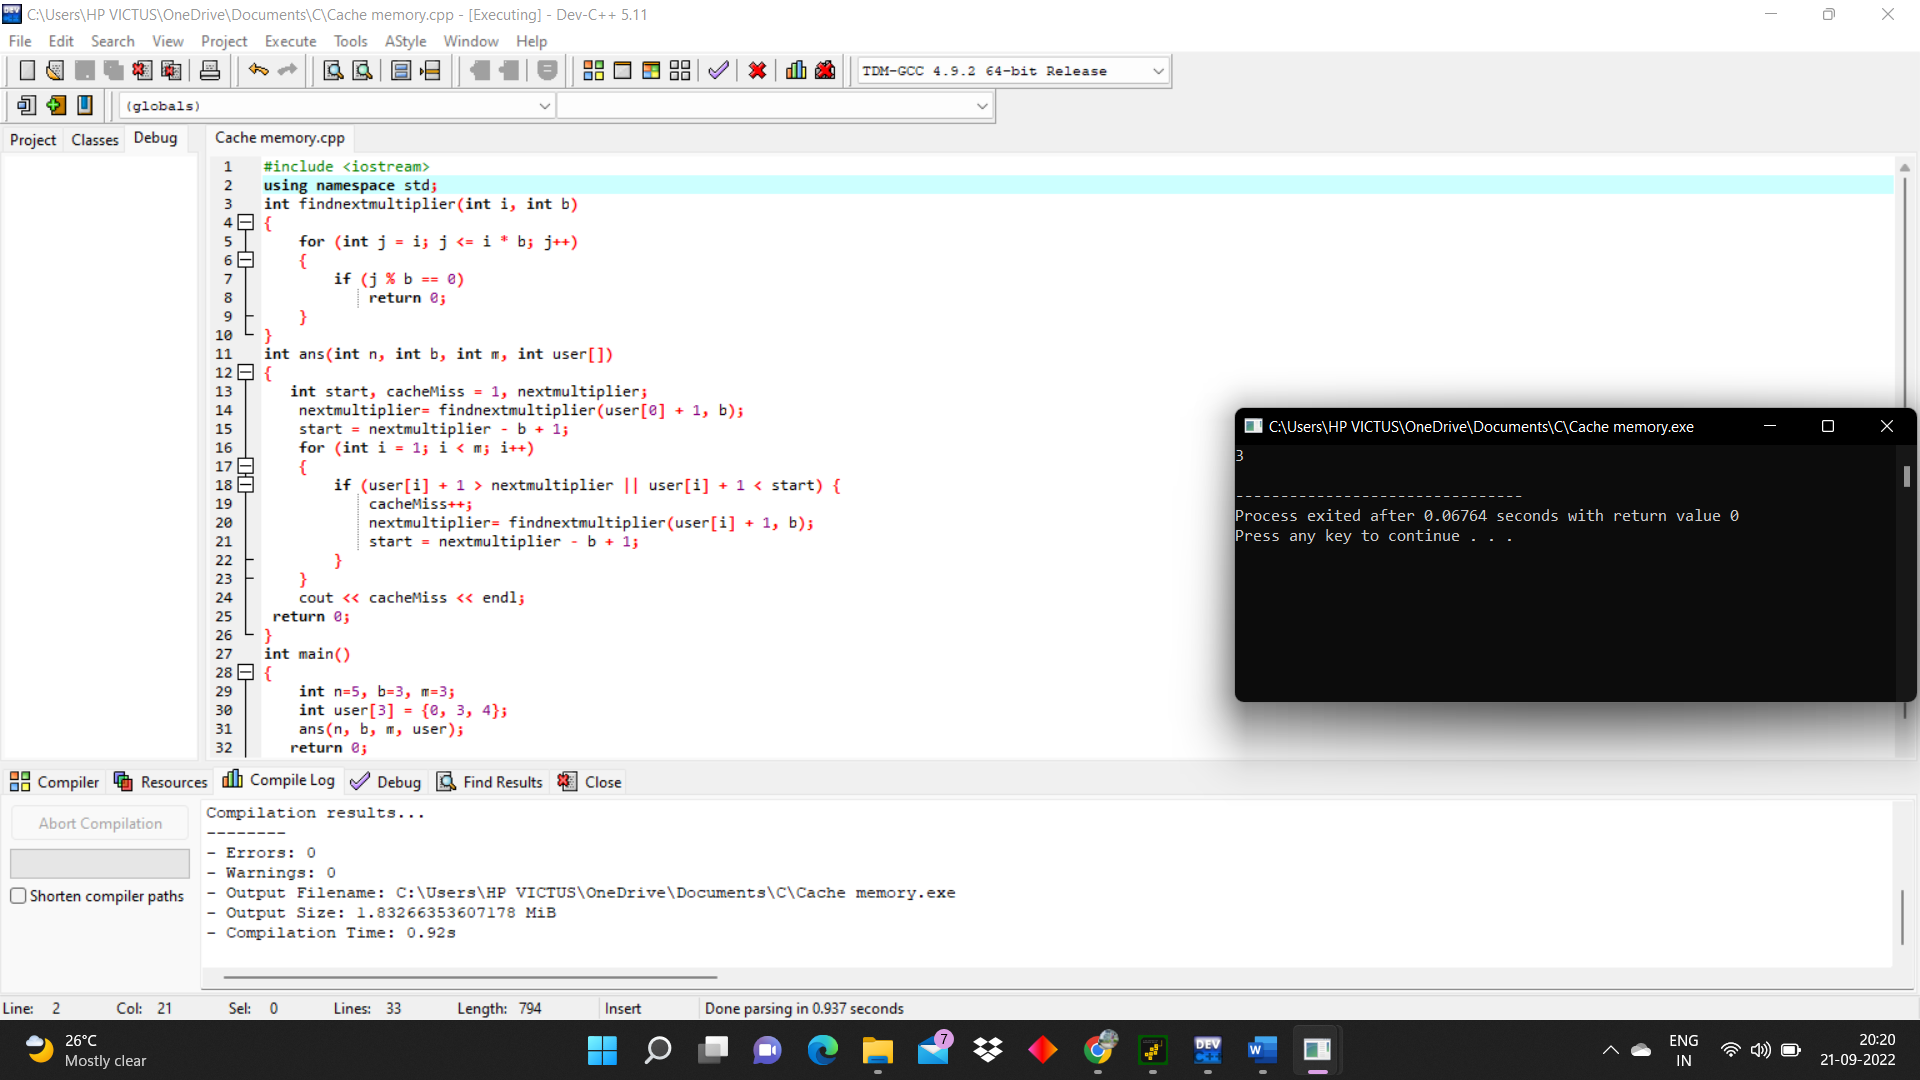 C:\Users\HP VICTUS\OneDrive\Documents\C\Cache memory.cpp - [Executing] - Dev-C++ 5.11
File Edit Search View Project Execute Tools AStyle Window Help
TDM-GCC 4.9.2 64-bit Release
(globals)
Project Classes Debug Cache memory.cpp
1 #include <iostream>
2 using namespace std;
3 int findnextmultiplier(int i, int b)
4 {
5 for (int j = i; j <= i * b; j++)
6 {
7 if (j % b == 0)
8 return 0;
9 }
10 }
11 int ans(int n, int b, int m, int user[])
12 {
13 int start, cacheMiss = 1, nextmultiplier;
14 nextmultiplier= findnextmultiplier(user[0] + 1, b);
15 start = nextmultiplier - b + 1;
16 for (int i = 1; i < m; i++)
17 {
18 if (user[i] + 1 > nextmultiplier || user[i] + 1 < start) {
19 cacheMiss++;
20 nextmultiplier= findnextmultiplier(user[i] + 1, b);
21 start = nextmultiplier - b + 1;
22 }
23 }
24 cout << cacheMiss << endl;
25 return 0;
26 }
27 int main()
28 {
29 int n=5, b=3, m=3;
30 int user[3] = {0, 3, 4};
31 ans(n, b, m, user);
32 return 0;
C:\Users\HP VICTUS\OneDrive\Documents\C\Cache memory.exe
3
--------------------------------
Process exited after 0.06764 seconds with return value 0
Press any key to continue . . .
Compiler Resources Compile Log Debug Find Results Close
Abort Compilation
Shorten compiler paths
Compilation results...
--------
- Errors: 0
- Warnings: 0
- Output Filename: C:\Users\HP VICTUS\OneDrive\Documents\C\Cache memory.exe
- Output Size: 1.83266353607178 MiB
- Compilation Time: 0.92s
Line: 2 Col: 21 Sel: 0 Lines: 33 Length: 794 Insert Done parsing in 0.937 seconds
26°C
Mostly clear
7
DEV
C++
W
ENG
IN
20:20
21-09-2022